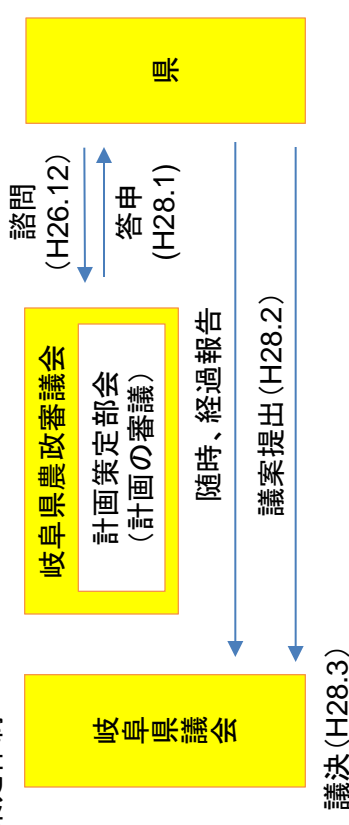 県
諮問
（H26.12）
答申
(H28.1)
岐阜県農政審議会
計画策定部会
（計画の審議）
随時、経過報告
議案提出（H28.2）
岐阜県議会
議決（H28.3）